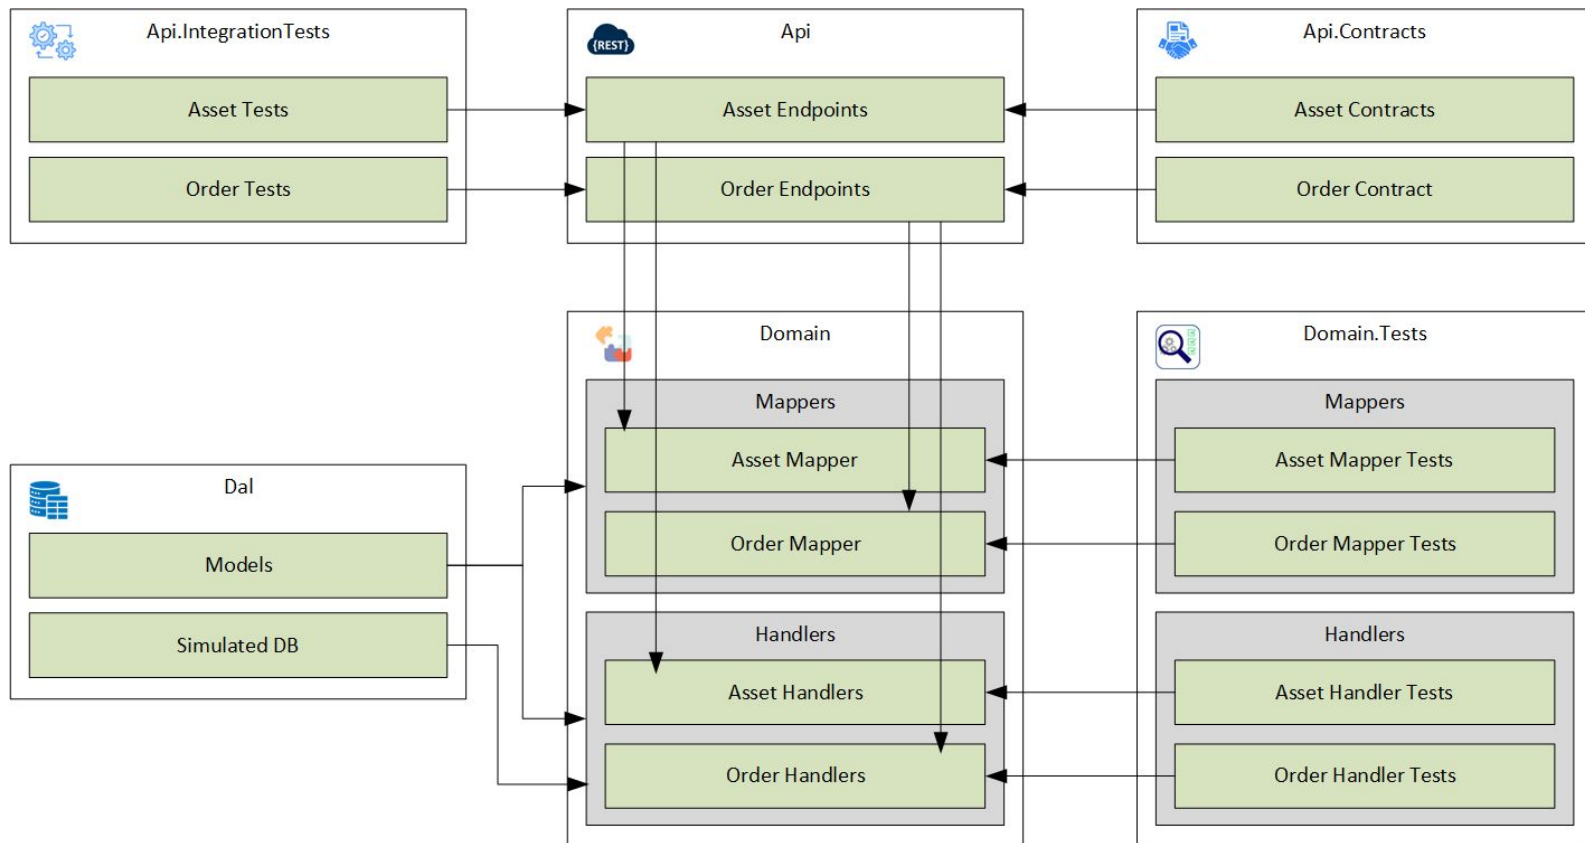 Api.IntegrationTests
Asset Tests
Order Tests
{REST}
Api
Asset Endpoints
Order Endpoints
Api.Contracts
Asset Contracts
Order Contract
Dal
Models
Simulated DB
Domain
Mappers
Asset Mapper
Order Mapper
Handlers
Asset Handlers
Order Handlers
Domain.Tests
Mappers
Asset Mapper Tests
Order Mapper Tests
Handlers
Asset Handler Tests
Order Handler Tests